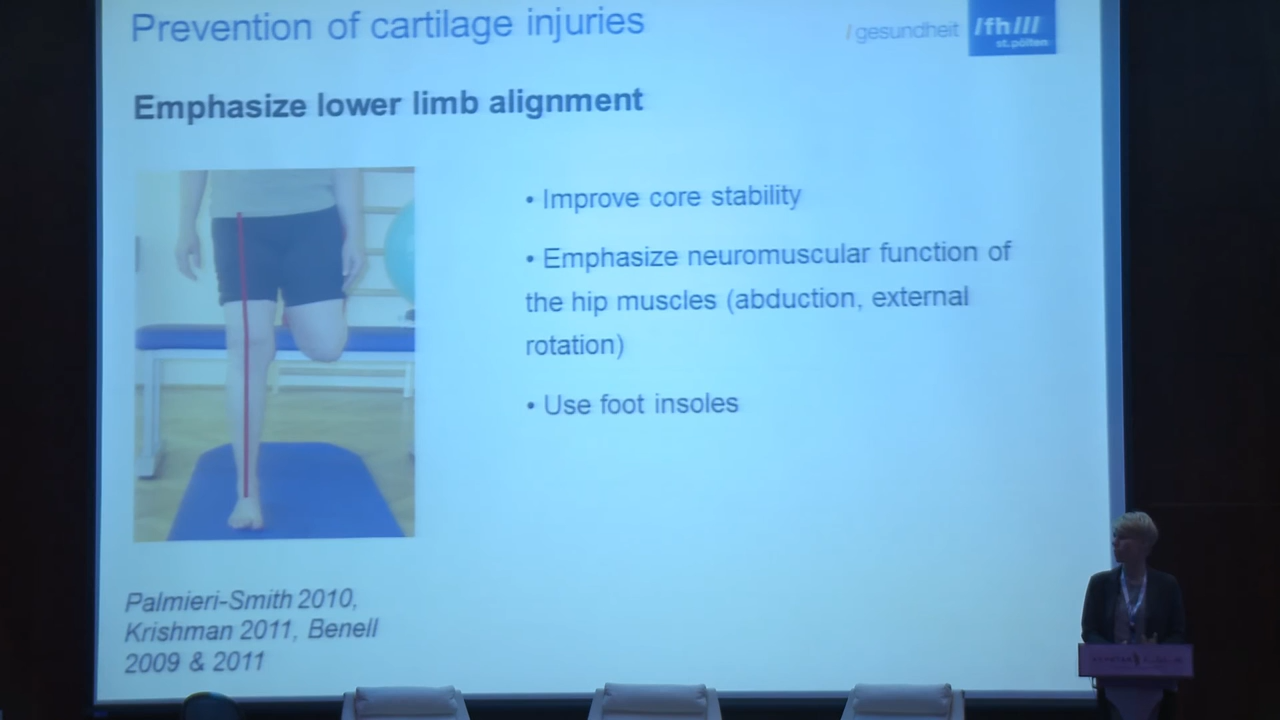 Prevention of cartilage injuries
/gesundheit
/fh///
st.pölten
Emphasize lower limb alignment
• Improve core stability
• Emphasize neuromuscular function of
the hip muscles (abduction, external
rotation)
• Use foot insoles
Palmieri-Smith 2010,
Krishman 2011, Benell
2009 & 2011